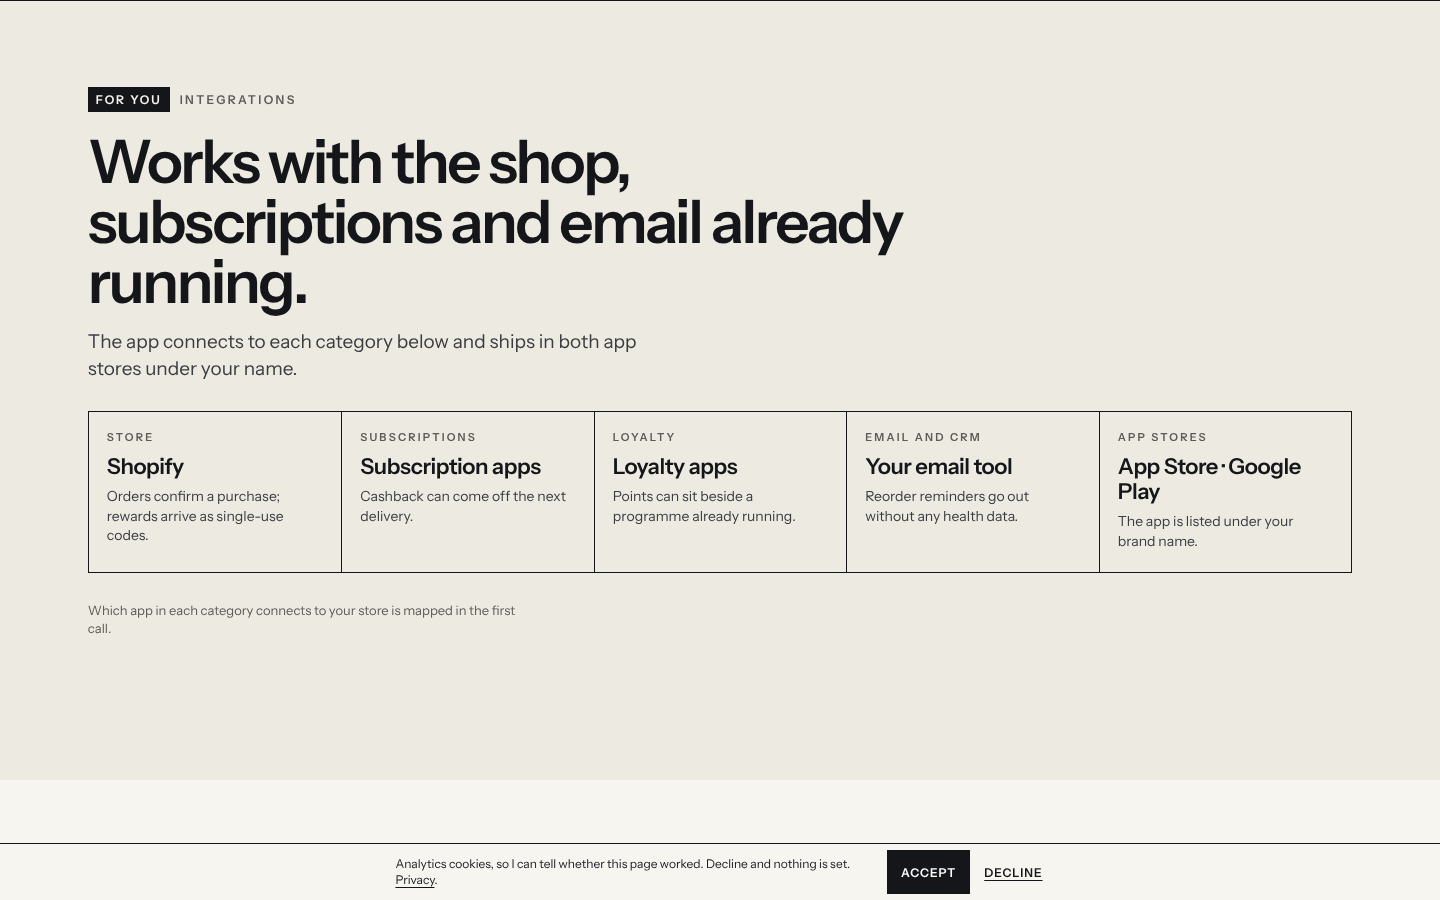 FOR YOU INTEGRATIONS
Works with the shop,
subscriptions and email already
running.
The app connects to each category below and ships in both app
stores under your name.
STORE
Shopify
Orders confirm a purchase;
rewards arrive as single-use
codes.
SUBSCRIPTIONS
Subscription apps
Cashback can come off the next
delivery.
LOYALTY
Loyalty apps
Points can sit beside a
programme already running.
EMAIL AND CRM
Your email tool
Reorder reminders go out
without any health data.
APP STORES
App Store · Google
Play
The app is listed under your
brand name.
Which app in each category connects to your store is mapped in the first
call.
Analytics cookies, so I can tell whether this page worked. Decline and nothing is set.
Privacy.
ACCEPT
DECLINE